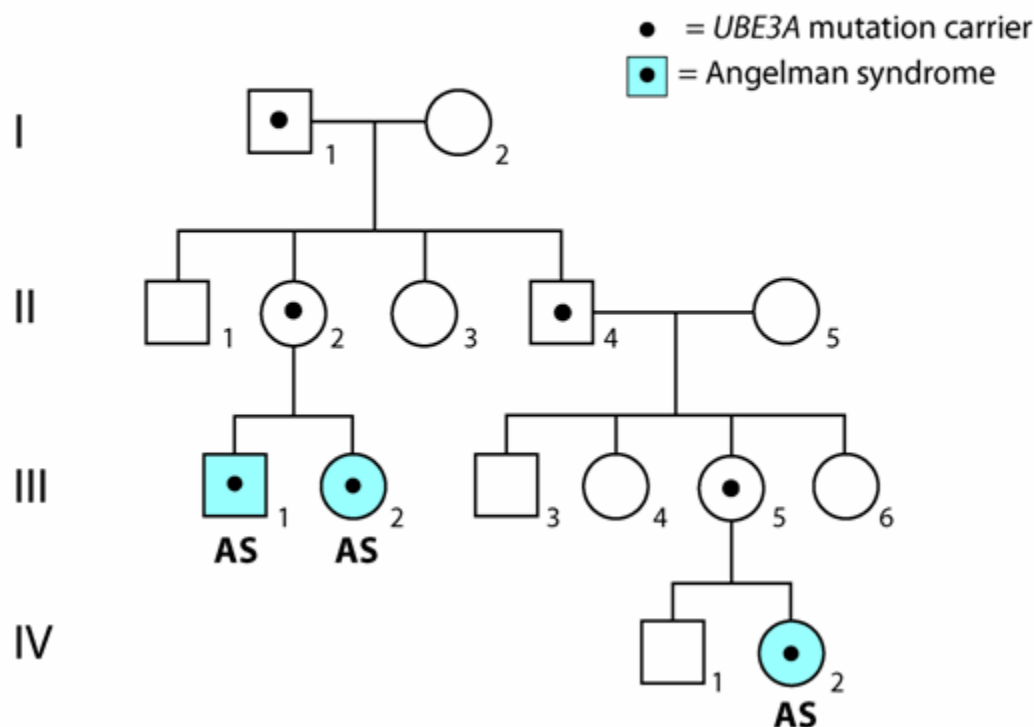 = UBE3A mutation carrier
= Angelman syndrome
I
1
2
II
1
2
3
4
5
III
1
2
3
4
5
6
AS
AS
IV
1
2
AS